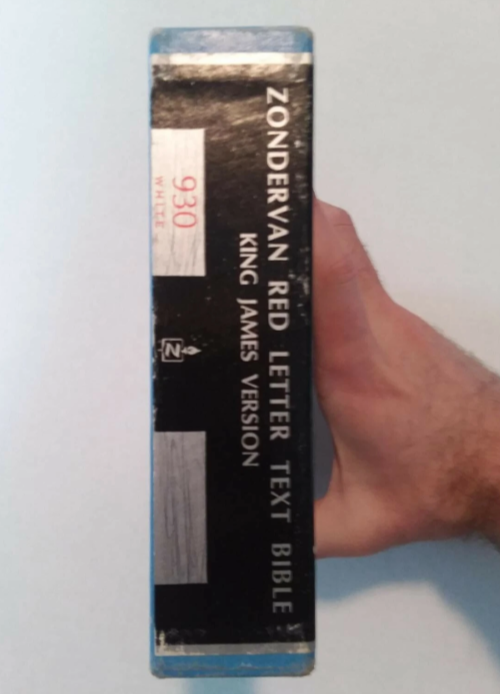 ZONDERVAN RED LETTER TEXT BIBLE
KING JAMES VERSION
930
WHITE
Z